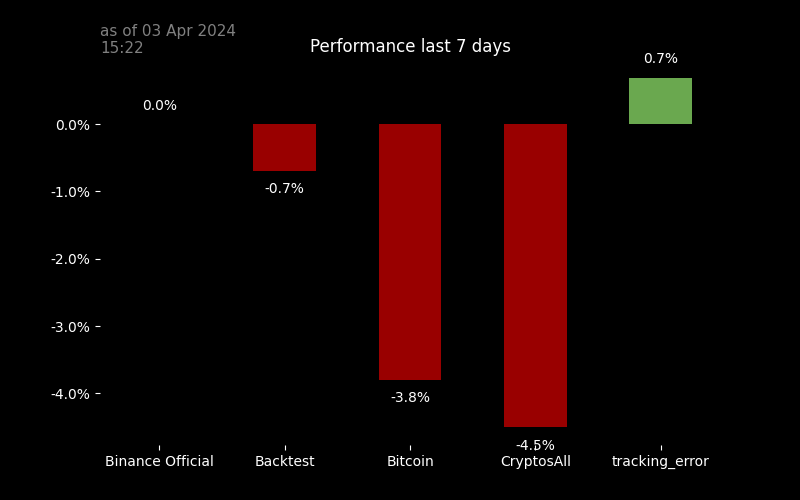 as of 03 Apr 2024
15:22
Performance last 7 days
0.7%
0.0%
0.0%
-0.7%
-1.0%
-2.0%
-3.0%
-3.8%
-4.0%
-4.5%
Binance Official
Backtest
Bitcoin
CryptosAll
tracking_error